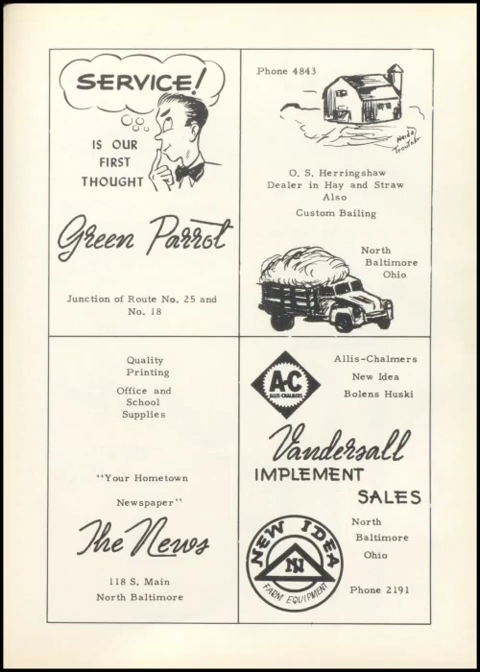 SERVICE!
IS OUR
FIRST
THOUGHT
Green Parrot
Junction of Route No. 25 and
No. 18
Phone 4843
O. S. Herringshaw
Dealer in Hay and Straw
Also
Custom Bailing
North
Baltimore
Ohio
Quality
Printing
Office and
School
Supplies
"Your Hometown
Newspaper"
The News
118 S. Main
North Baltimore
A-C
ALLIS-CHALMERS
Allis-Chalmers
New Idea
Bolens Huski
Vandersall
IMPLEMENT
SALES
NEW IDEA
NI
FARM EQUIPMENT
North
Baltimore
Ohio
Phone 2191